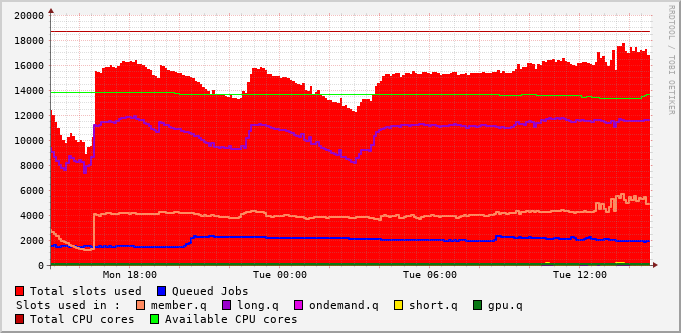 RRDTOOL / TOBI OETIKER
20000
18000
16000
14000
12000
10000
8000
6000
4000
2000
0
Mon 18:00 Tue 00:00 Tue 06:00 Tue 12:00
Total slots used Queued Jobs
Slots used in : member.q long.q ondemand.q short.q gpu.q
Total CPU cores Available CPU cores